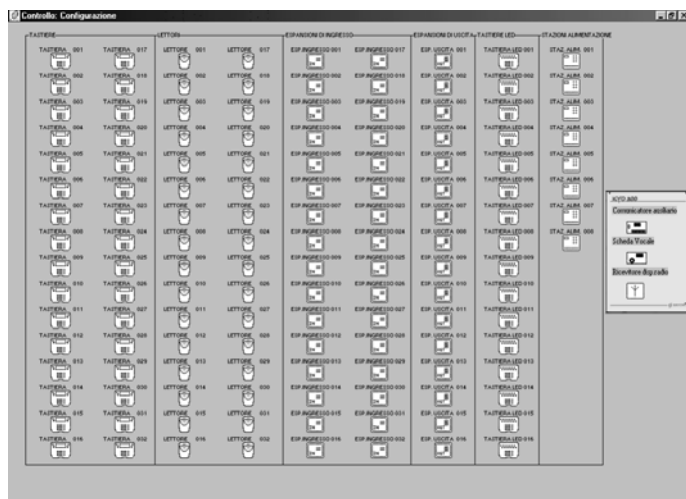 Controllo: Configurazione
TASTIERE LETTORI ESPANSIONI DI INGRESSO ESPANSIONI DI USCITA TASTIERE LED STAZIONI ALIMENTAZIONE
TASTIERA 001 TASTIERA 017 LETTORE 001 LETTORE 017 ESP.INGRESSO 001 ESP.INGRESSO 017 ESP. USCITA 001 TASTIERA LED 001 STAZ. ALIM. 001
TASTIERA 002 TASTIERA 018 LETTORE 002 LETTORE 018 ESP.INGRESSO 002 ESP.INGRESSO 018 ESP. USCITA 002 TASTIERA LED 002 STAZ. ALIM. 002
TASTIERA 003 TASTIERA 019 LETTORE 003 LETTORE 019 ESP.INGRESSO 003 ESP.INGRESSO 019 ESP. USCITA 003 TASTIERA LED 003 STAZ. ALIM. 003
TASTIERA 004 TASTIERA 020 LETTORE 004 LETTORE 020 ESP.INGRESSO 004 ESP.INGRESSO 020 ESP. USCITA 004 TASTIERA LED 004 STAZ. ALIM. 004
TASTIERA 005 TASTIERA 021 LETTORE 005 LETTORE 021 ESP.INGRESSO 005 ESP.INGRESSO 021 ESP. USCITA 005 TASTIERA LED 005 STAZ. ALIM. 005
TASTIERA 006 TASTIERA 022 LETTORE 006 LETTORE 022 ESP.INGRESSO 006 ESP.INGRESSO 022 ESP. USCITA 006 TASTIERA LED 006 STAZ. ALIM. 006
TASTIERA 007 TASTIERA 023 LETTORE 007 LETTORE 023 ESP.INGRESSO 007 ESP.INGRESSO 023 ESP. USCITA 007 TASTIERA LED 007 STAZ. ALIM. 007
TASTIERA 008 TASTIERA 024 LETTORE 008 LETTORE 024 ESP.INGRESSO 008 ESP.INGRESSO 024 ESP. USCITA 008 TASTIERA LED 008 STAZ. ALIM. 008
TASTIERA 009 TASTIERA 025 LETTORE 009 LETTORE 025 ESP.INGRESSO 009 ESP.INGRESSO 025 ESP. USCITA 009 TASTIERA LED 009
TASTIERA 010 TASTIERA 026 LETTORE 010 LETTORE 026 ESP.INGRESSO 010 ESP.INGRESSO 026 ESP. USCITA 010 TASTIERA LED 010
TASTIERA 011 TASTIERA 027 LETTORE 011 LETTORE 027 ESP.INGRESSO 011 ESP.INGRESSO 027 ESP. USCITA 011 TASTIERA LED 011
TASTIERA 012 TASTIERA 028 LETTORE 012 LETTORE 028 ESP.INGRESSO 012 ESP.INGRESSO 028 ESP. USCITA 012 TASTIERA LED 012
TASTIERA 013 TASTIERA 029 LETTORE 013 LETTORE 029 ESP.INGRESSO 013 ESP.INGRESSO 029 ESP. USCITA 013 TASTIERA LED 013
TASTIERA 014 TASTIERA 030 LETTORE 014 LETTORE 030 ESP.INGRESSO 014 ESP.INGRESSO 030 ESP. USCITA 014 TASTIERA LED 014
TASTIERA 015 TASTIERA 031 LETTORE 015 LETTORE 031 ESP.INGRESSO 015 ESP.INGRESSO 031 ESP. USCITA 015 TASTIERA LED 015
TASTIERA 016 TASTIERA 032 LETTORE 016 LETTORE 032 ESP.INGRESSO 016 ESP.INGRESSO 032 ESP. USCITA 016 TASTIERA LED 016
Comunicatore ausiliario
Scheda Vocale
Ricevitore disp.radio